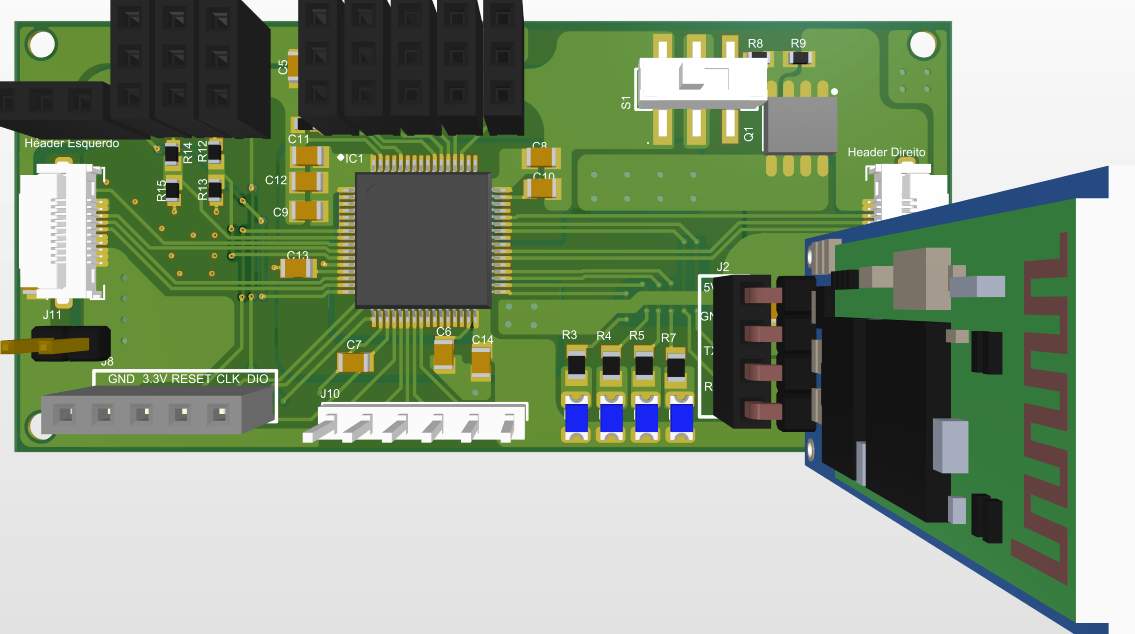 R8 R9
C5
S1
Q1
Header Esquerdo
C11
IC1
C8
Header Direito
R14 R12
C12
C10
R15 R13
C9
C13
J2
J11
5V
C6
C14
C7
R3 R4 R5 R7
J8
GND 3.3V RESET CLK DIO
J10